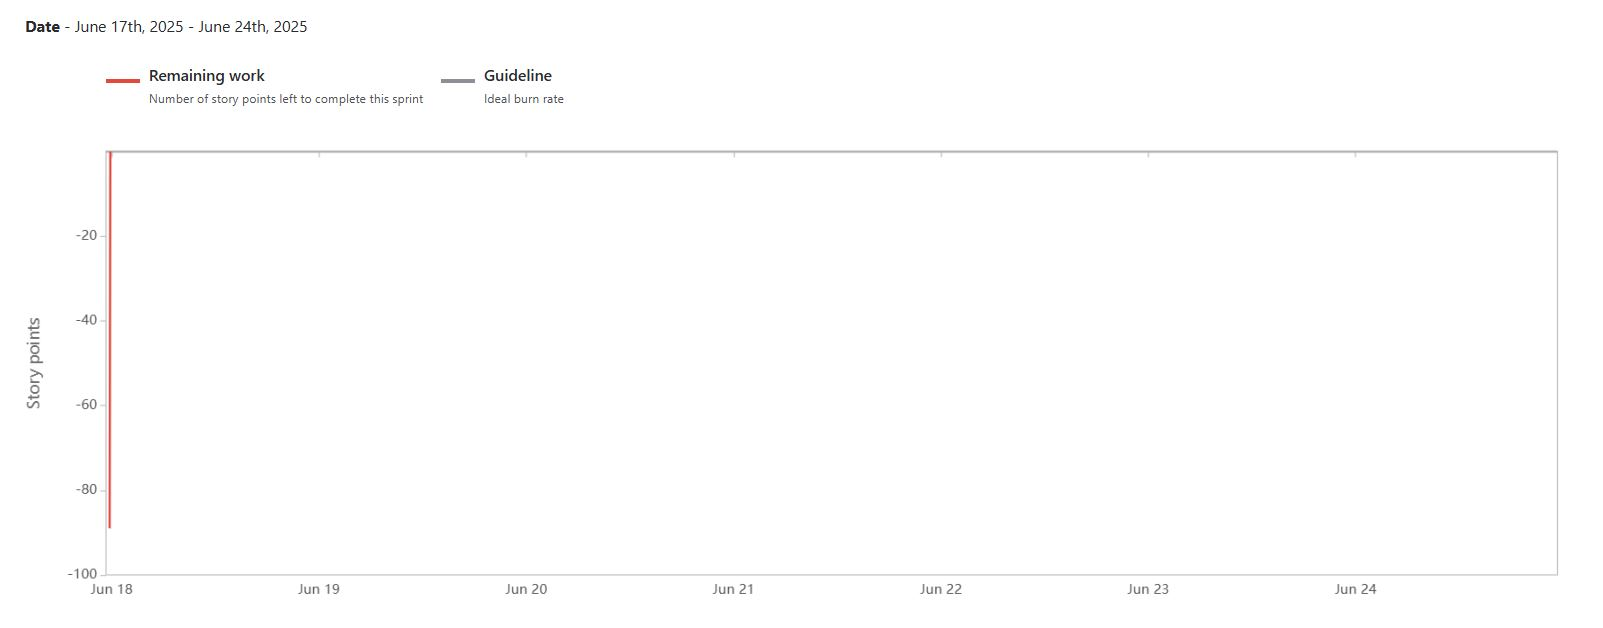 Date - June 17th, 2025 - June 24th, 2025
Remaining work Guideline
Number of story points left to complete this sprint Ideal burn rate
Story points
-20
-40
-60
-80
-100
Jun 18 Jun 19 Jun 20 Jun 21 Jun 22 Jun 23 Jun 24